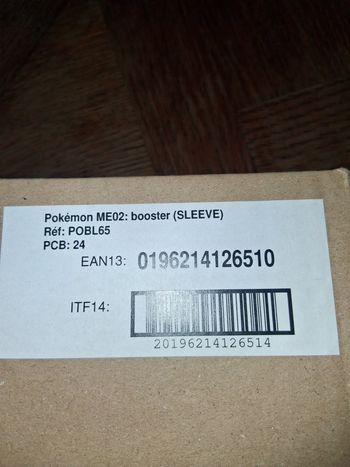 Pokémon ME02: booster (SLEEVE)
Réf: POBL65
PCB: 24
EAN13: 0196214126510
ITF14:
20196214126514